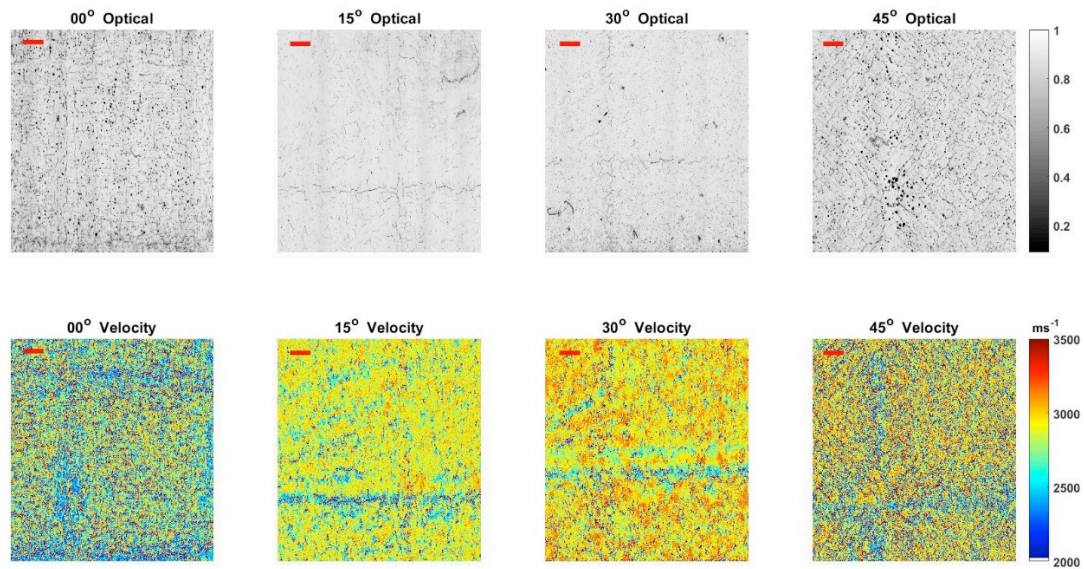 00° Optical
15° Optical
30° Optical
45° Optical
1
0.8
0.6
0.4
0.2
00° Velocity
15° Velocity
30° Velocity
45° Velocity
ms⁻¹
3500
3000
2500
2000